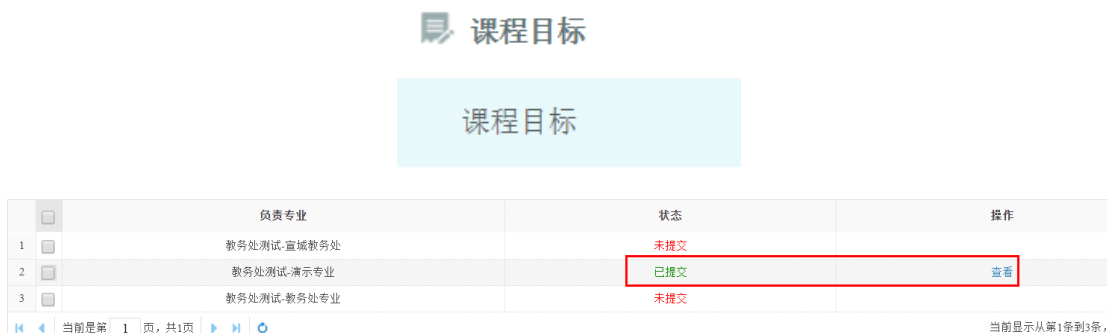 课程目标
课程目标
负责专业 状态 操作
1 教务处测试-宣城教务处 未提交
2 教务处测试-演示专业 已提交 查看
3 教务处测试-教务处专业 未提交
当前是第 1 页，共1页 当前显示从第1条到3条，